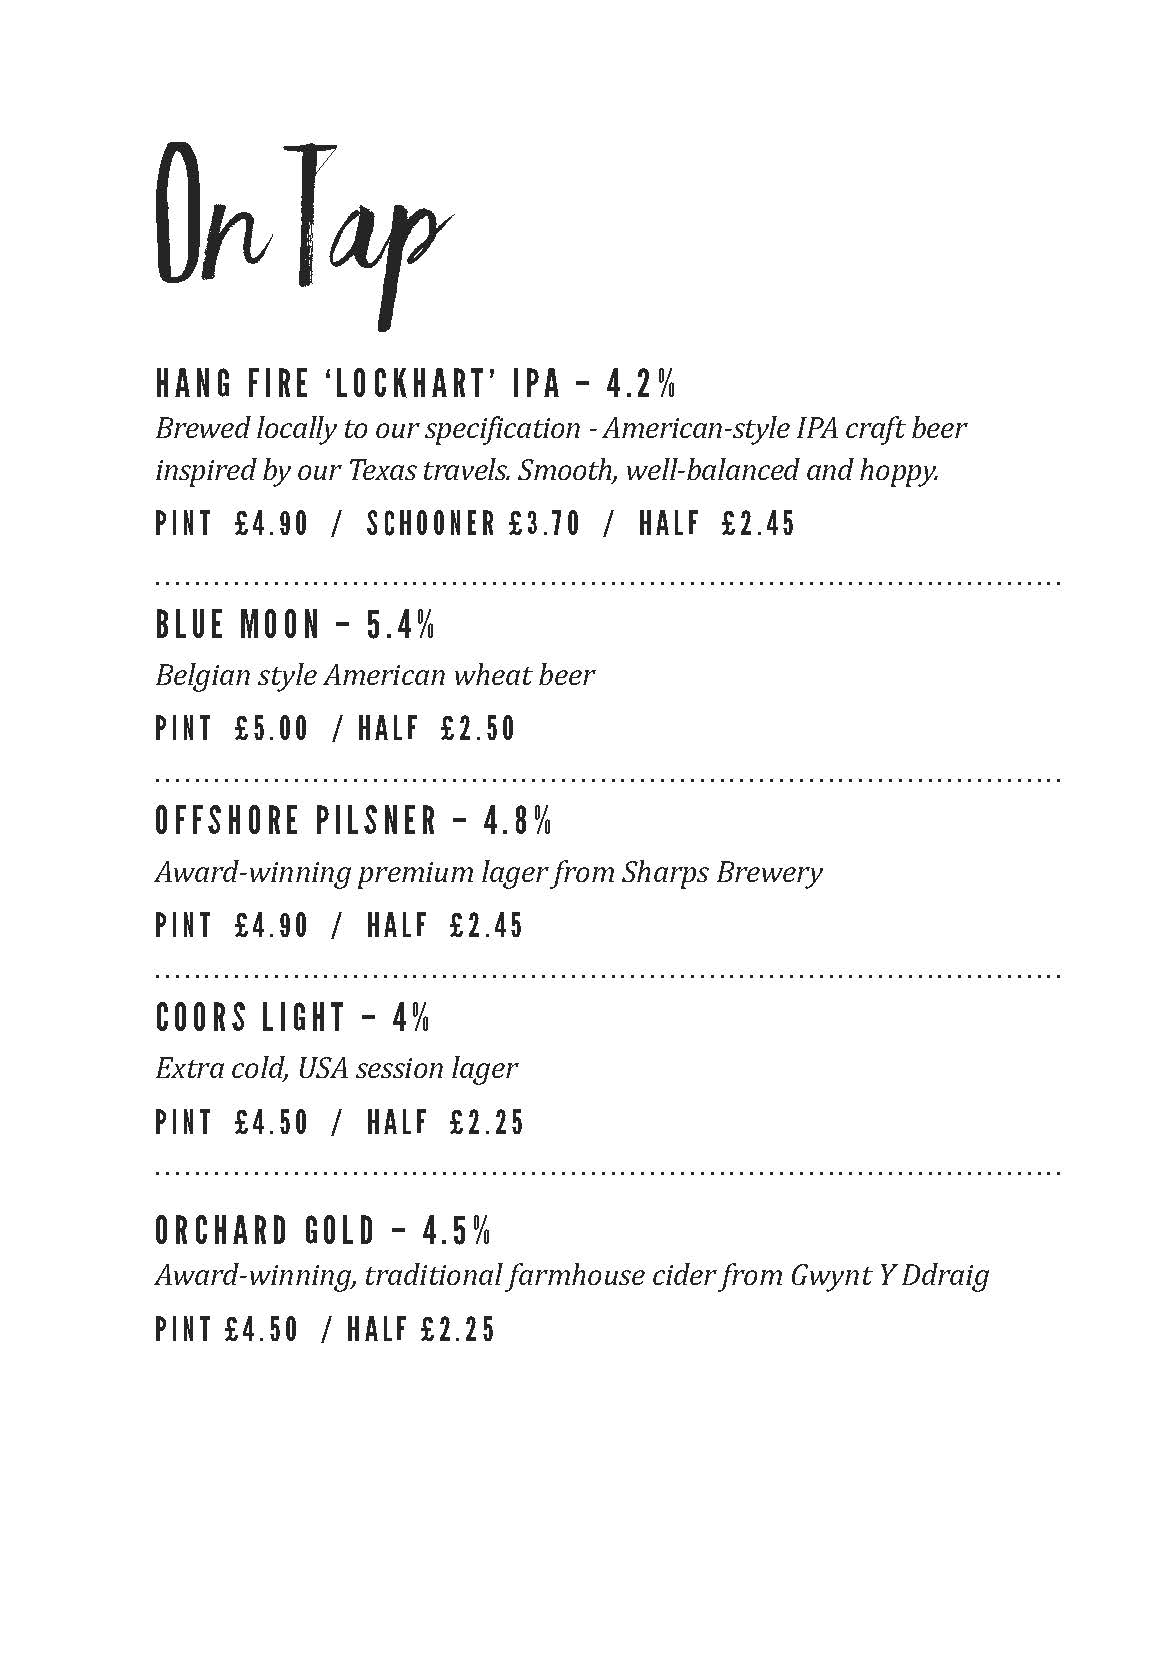 On Tap
HANG FIRE ‘LOCKHART’ IPA – 4.2%
Brewed locally to our specification - American-style IPA craft beer
inspired by our Texas travels. Smooth, well-balanced and hoppy.
PINT £4.90 / SCHOONER £3.70 / HALF £2.45
BLUE MOON – 5.4%
Belgian style American wheat beer
PINT £5.00 / HALF £2.50
OFFSHORE PILSNER – 4.8%
Award-winning premium lager from Sharps Brewery
PINT £4.90 / HALF £2.45
COORS LIGHT – 4%
Extra cold, USA session lager
PINT £4.50 / HALF £2.25
ORCHARD GOLD – 4.5%
Award-winning, traditional farmhouse cider from Gwynt Y Ddraig
PINT £4.50 / HALF £2.25